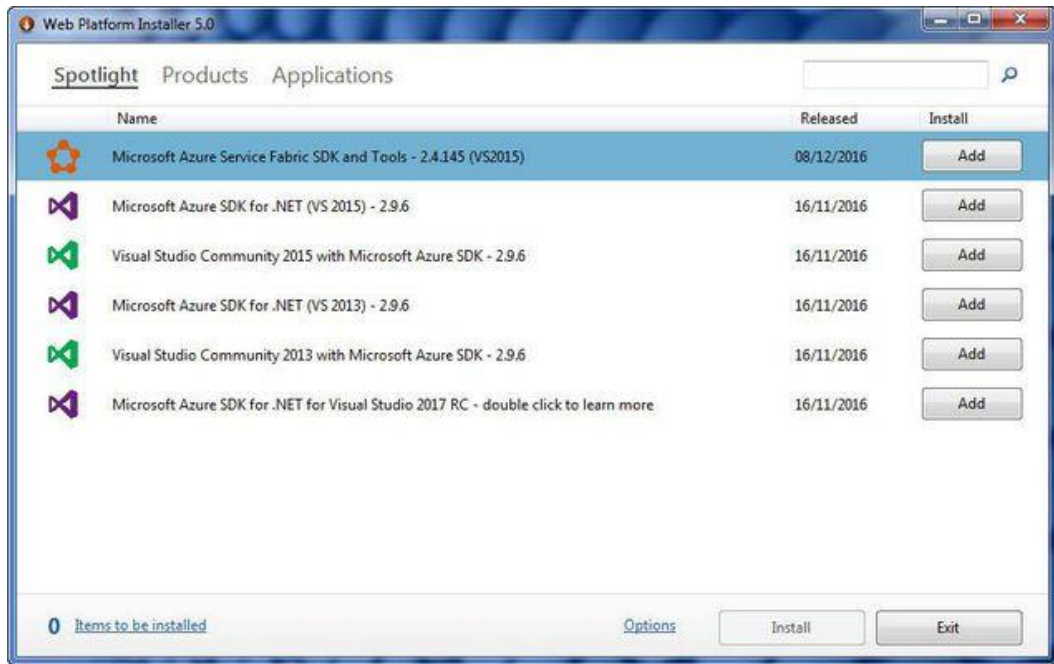 Web Platform Installer 5.0
Spotlight Products Applications
Name Released Install
Microsoft Azure Service Fabric SDK and Tools - 2.4.145 (VS2015) 08/12/2016 Add
Microsoft Azure SDK for .NET (VS 2015) - 2.9.6 16/11/2016 Add
Visual Studio Community 2015 with Microsoft Azure SDK - 2.9.6 16/11/2016 Add
Microsoft Azure SDK for .NET (VS 2013) - 2.9.6 16/11/2016 Add
Visual Studio Community 2013 with Microsoft Azure SDK - 2.9.6 16/11/2016 Add
Microsoft Azure SDK for .NET for Visual Studio 2017 RC - double click to learn more 16/11/2016 Add
0 Items to be installed Options Install Exit